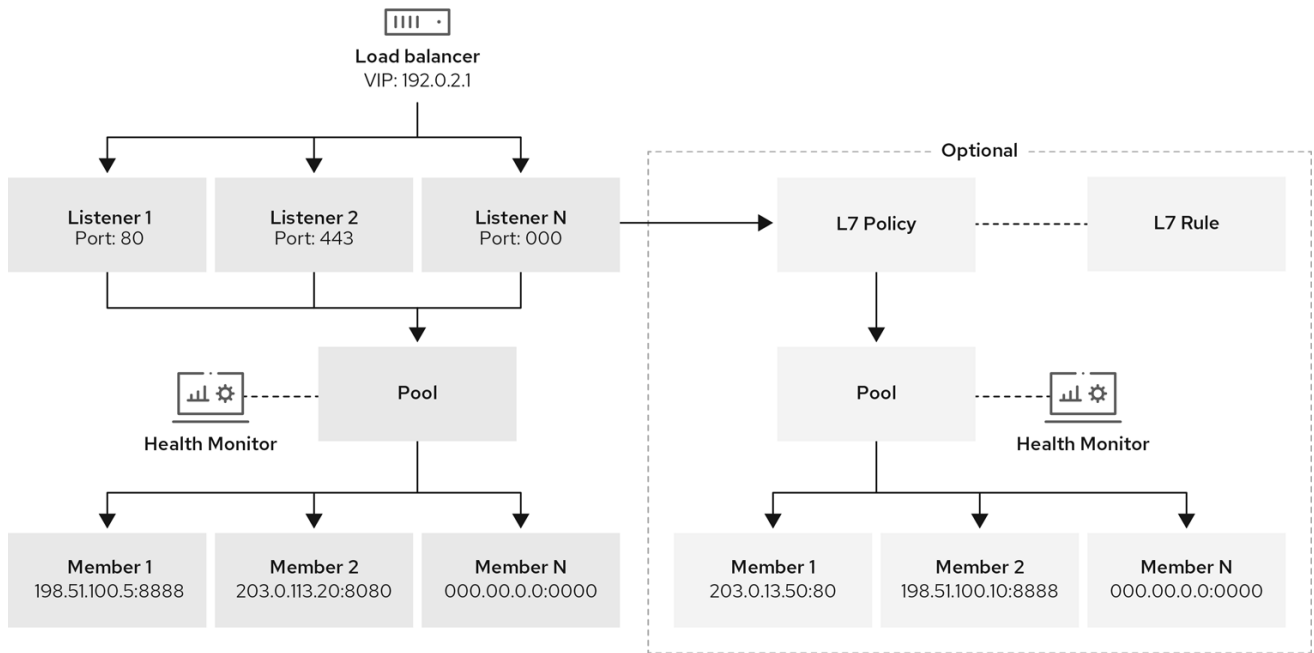 Load balancer
VIP: 192.0.2.1
Optional
Listener 1
Port: 80
Listener 2
Port: 443
Listener N
Port: 000
L7 Policy
L7 Rule
Pool
Health Monitor
Pool
Health Monitor
Member 1
198.51.100.5:8888
Member 2
203.0.113.20:8080
Member N
000.00.0.0:0000
Member 1
203.0.13.50:80
Member 2
198.51.100.10:8888
Member N
000.00.0.0:0000